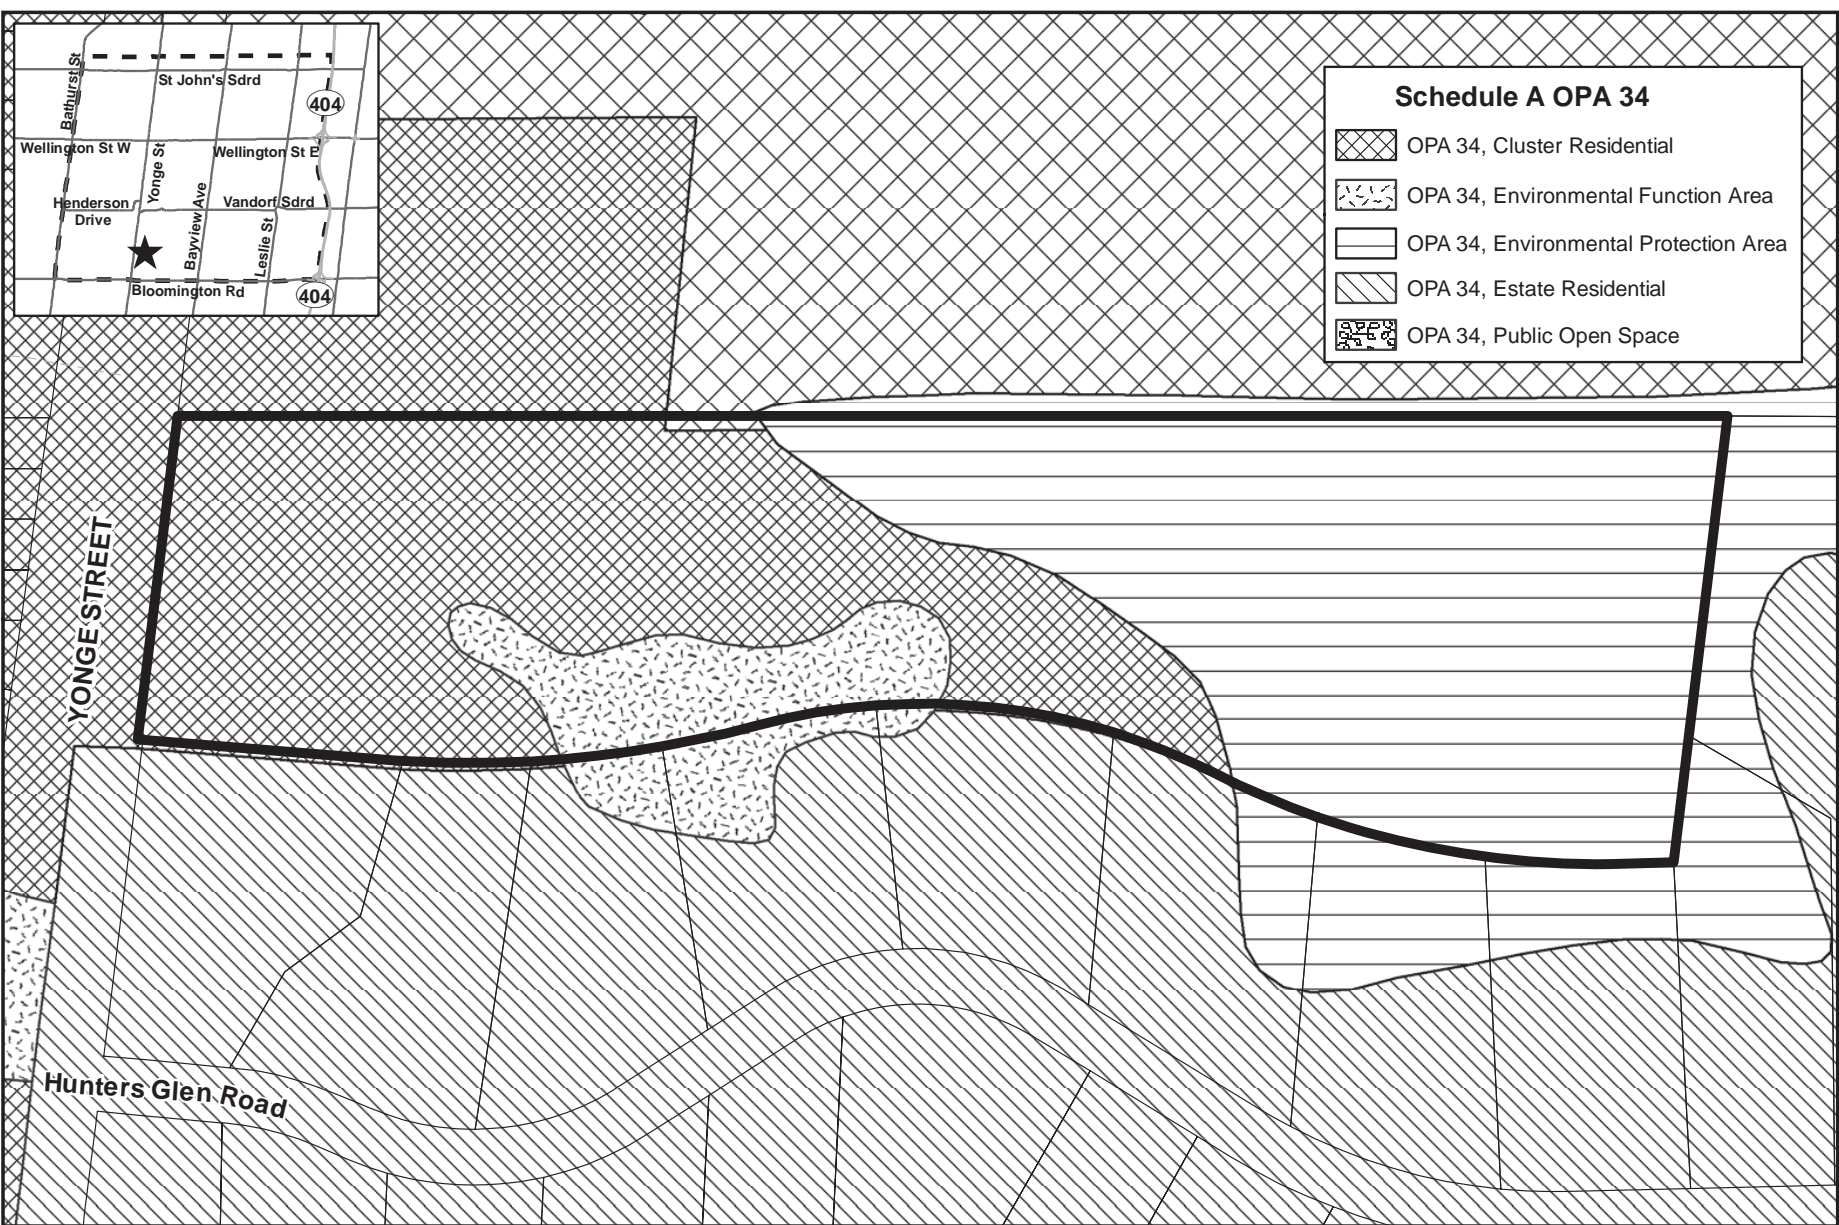 Bathurst St
St John's Sdrd
404
Wellington St W
Wellington St E
Yonge St
Henderson
Drive
Bayview Ave
Vandorf Sdrd
Leslie St
Bloomington Rd
404
Schedule A OPA 34
OPA 34, Cluster Residential
OPA 34, Environmental Function Area
OPA 34, Environmental Protection Area
OPA 34, Estate Residential
OPA 34, Public Open Space
YONGE STREET
Hunters Glen Road